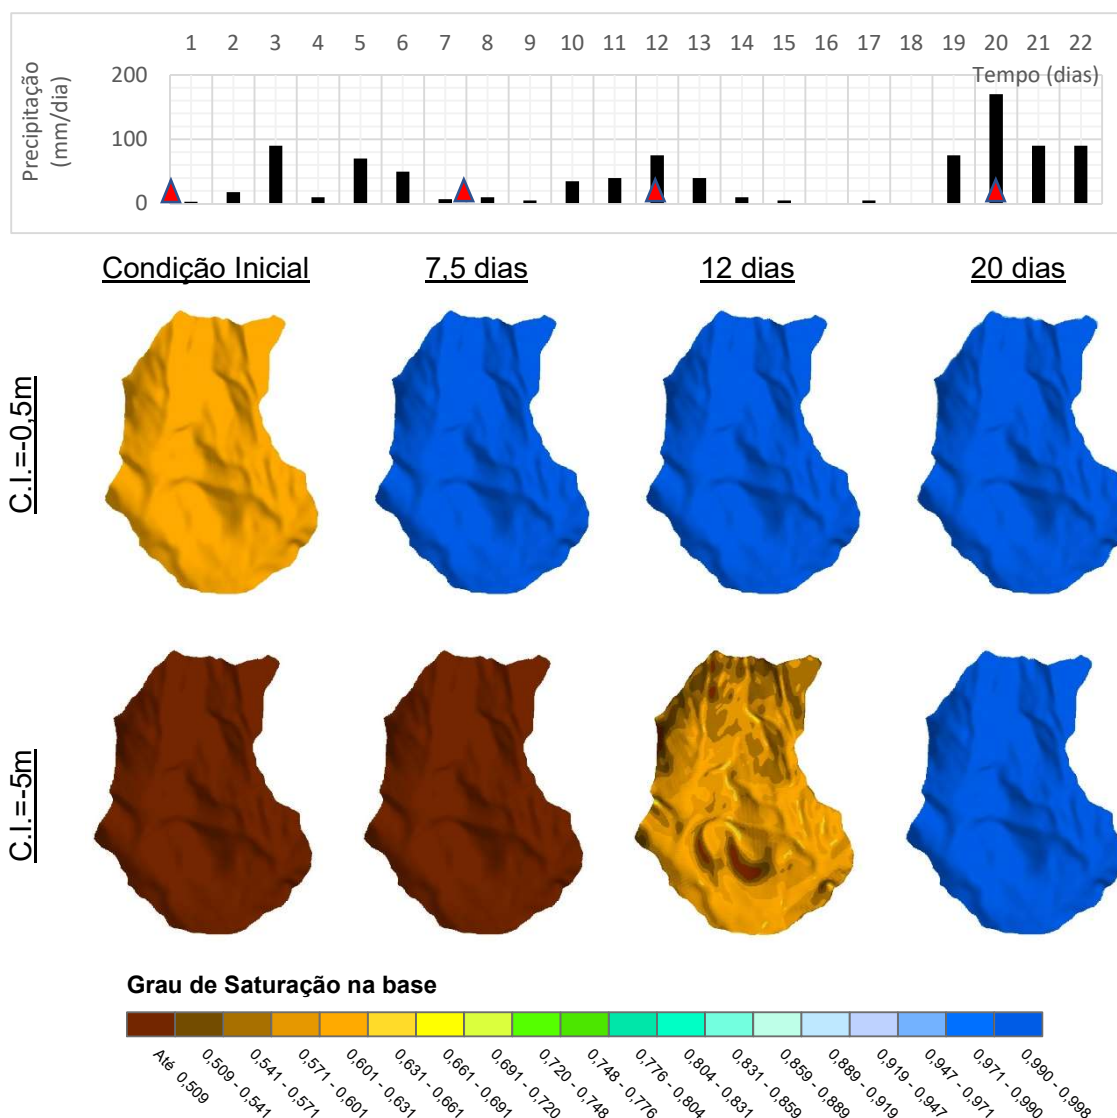 1 2 3 4 5 6 7 8 9 10 11 12 13 14 15 16 17 18 19 20 21 22
Tempo (dias)
Precipitação
(mm/dia)
200
100
0
Condição Inicial 7,5 dias 12 dias 20 dias
C.I.=-0,5m
C.I.=-5m
Grau de Saturação na base
Até 0,509
0,509 - 0,541
0,541 - 0,571
0,571 - 0,601
0,601 - 0,631
0,631 - 0,661
0,661 - 0,691
0,691 - 0,720
0,720 - 0,748
0,748 - 0,776
0,776 - 0,804
0,804 - 0,831
0,831 - 0,859
0,859 - 0,889
0,889 - 0,919
0,919 - 0,947
0,947 - 0,971
0,971 - 0,990
0,990 - 0,998